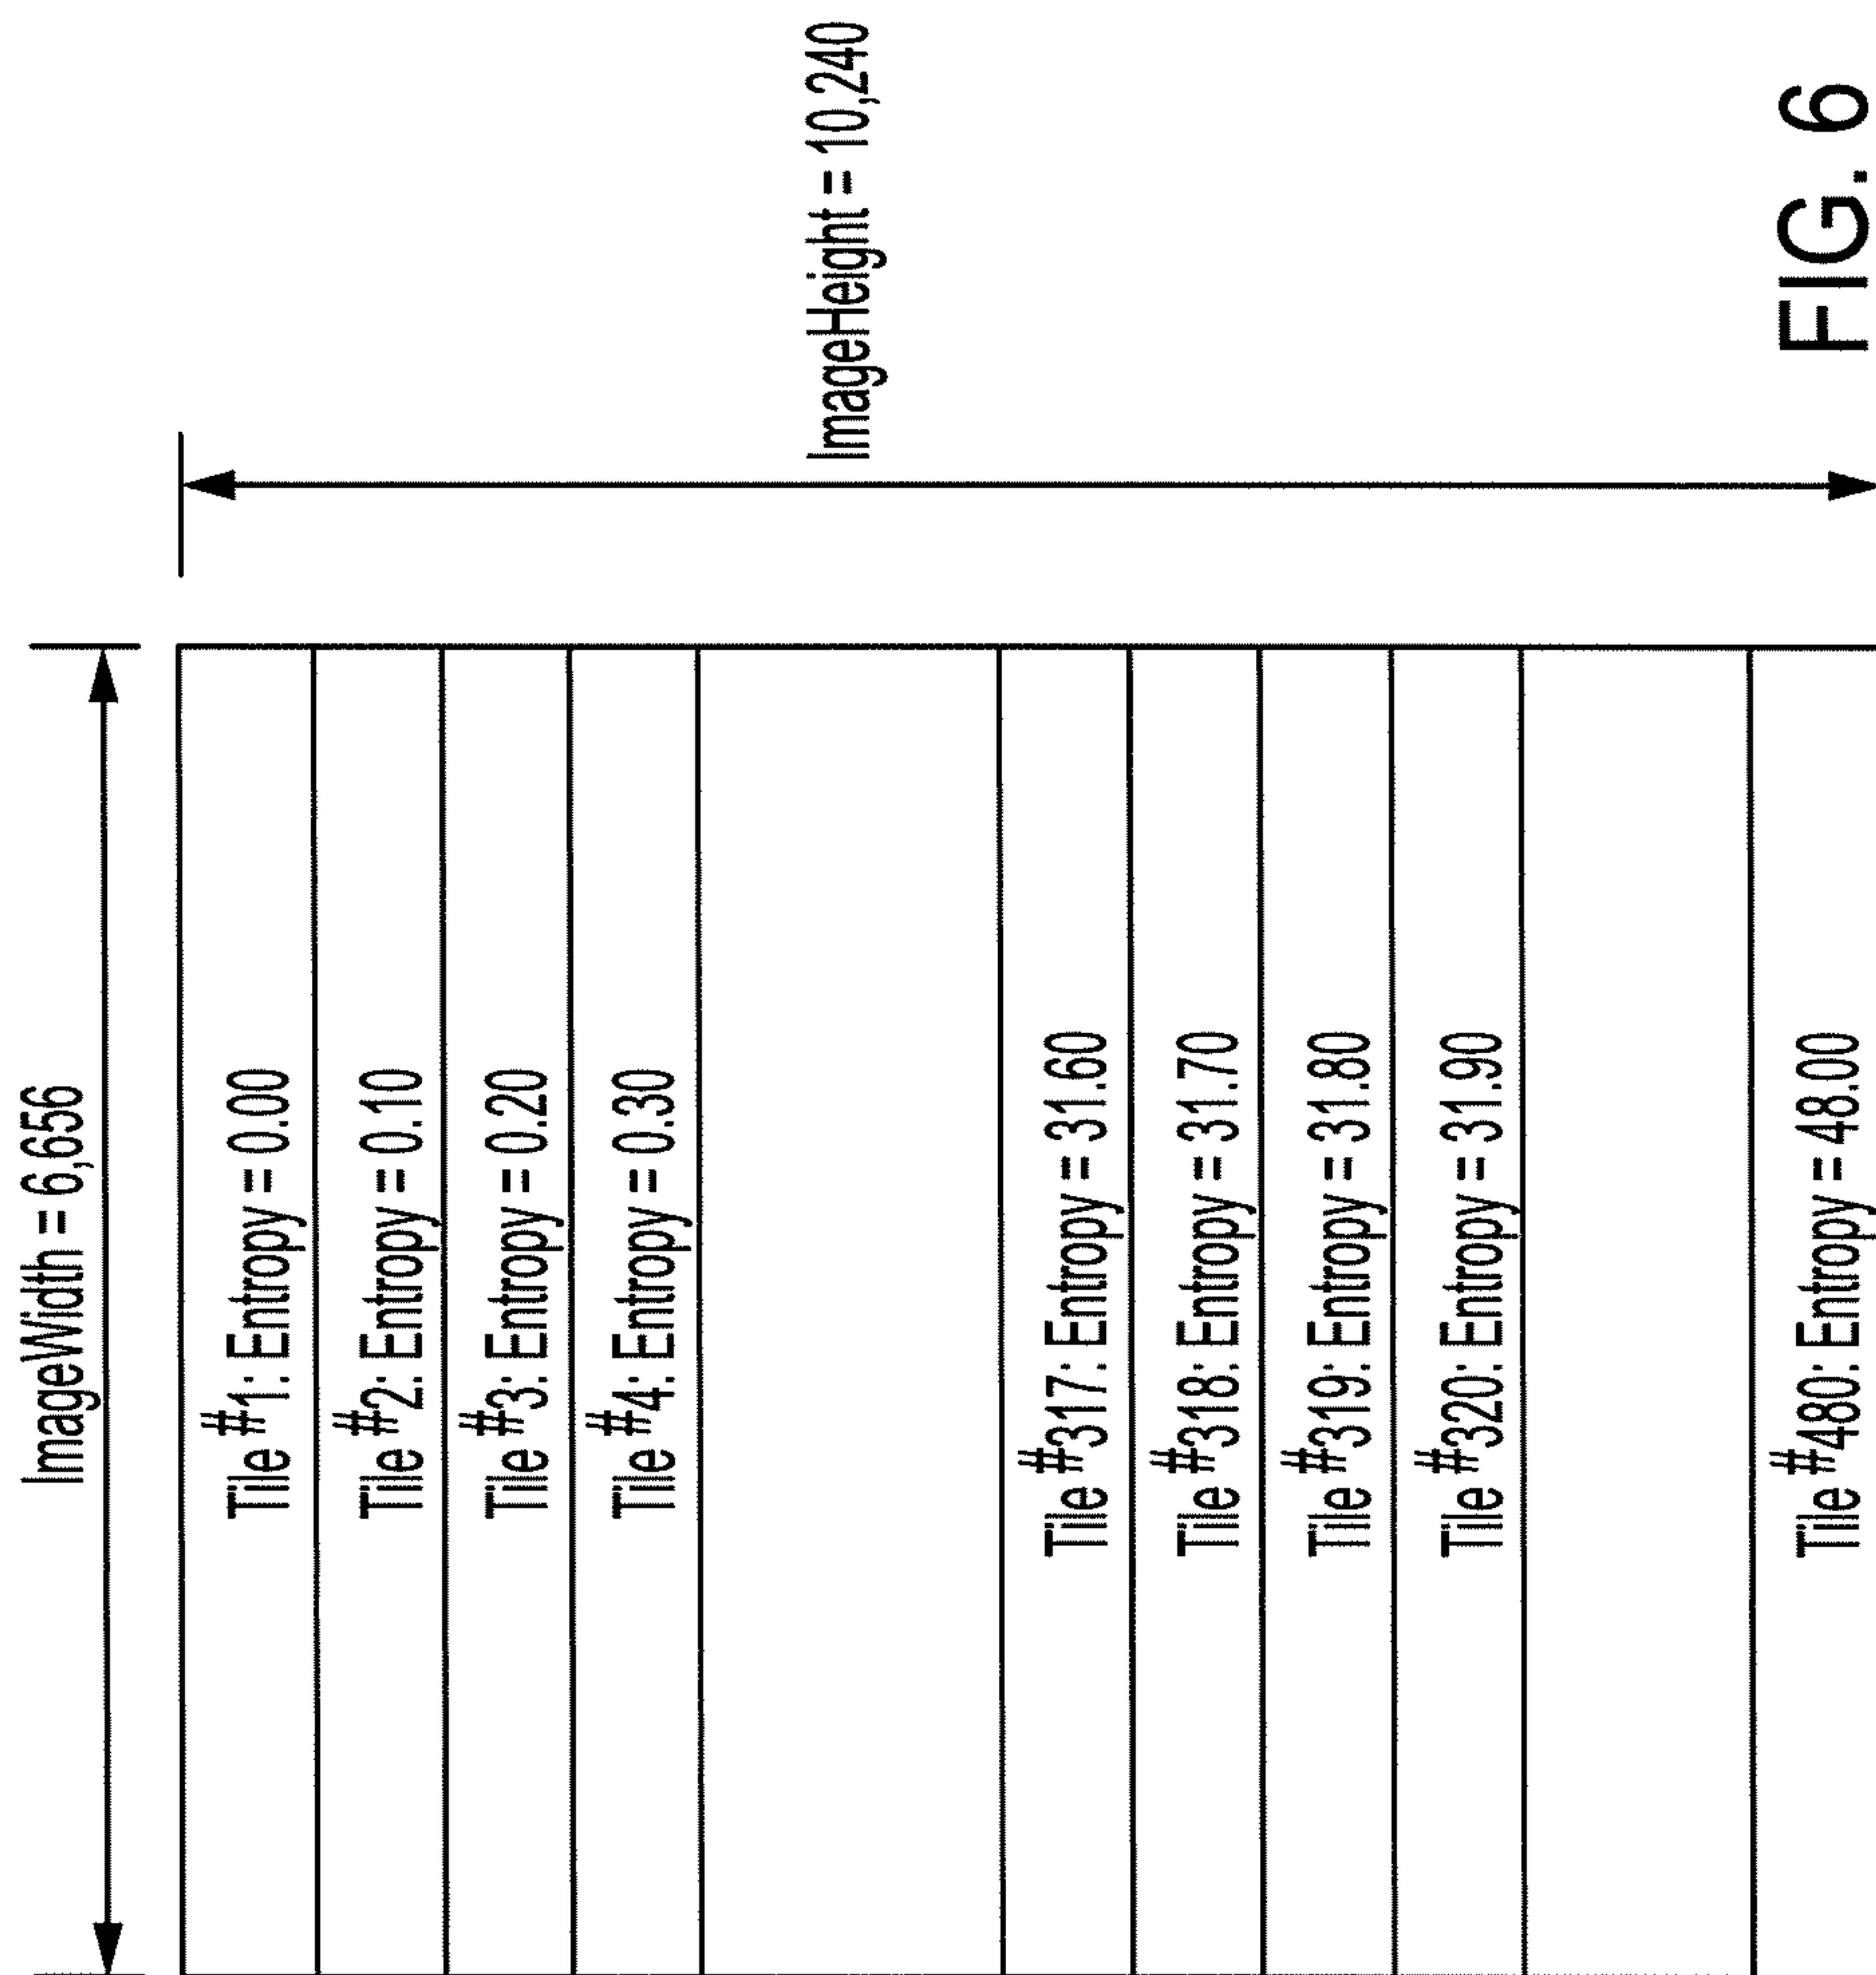 ImageWidth = 6,656
Tile #1: Entropy = 0.00
Tile #2: Entropy = 0.10
Tile #3: Entropy = 0.20
Tile #4: Entropy = 0.30
Tile #317: Entropy = 31.60
Tile #318: Entropy = 31.70
Tile #319: Entropy = 31.80
Tile #320: Entropy = 31.90
Tile #480: Entropy = 48.00
ImageHeight = 10,240
FIG. 6